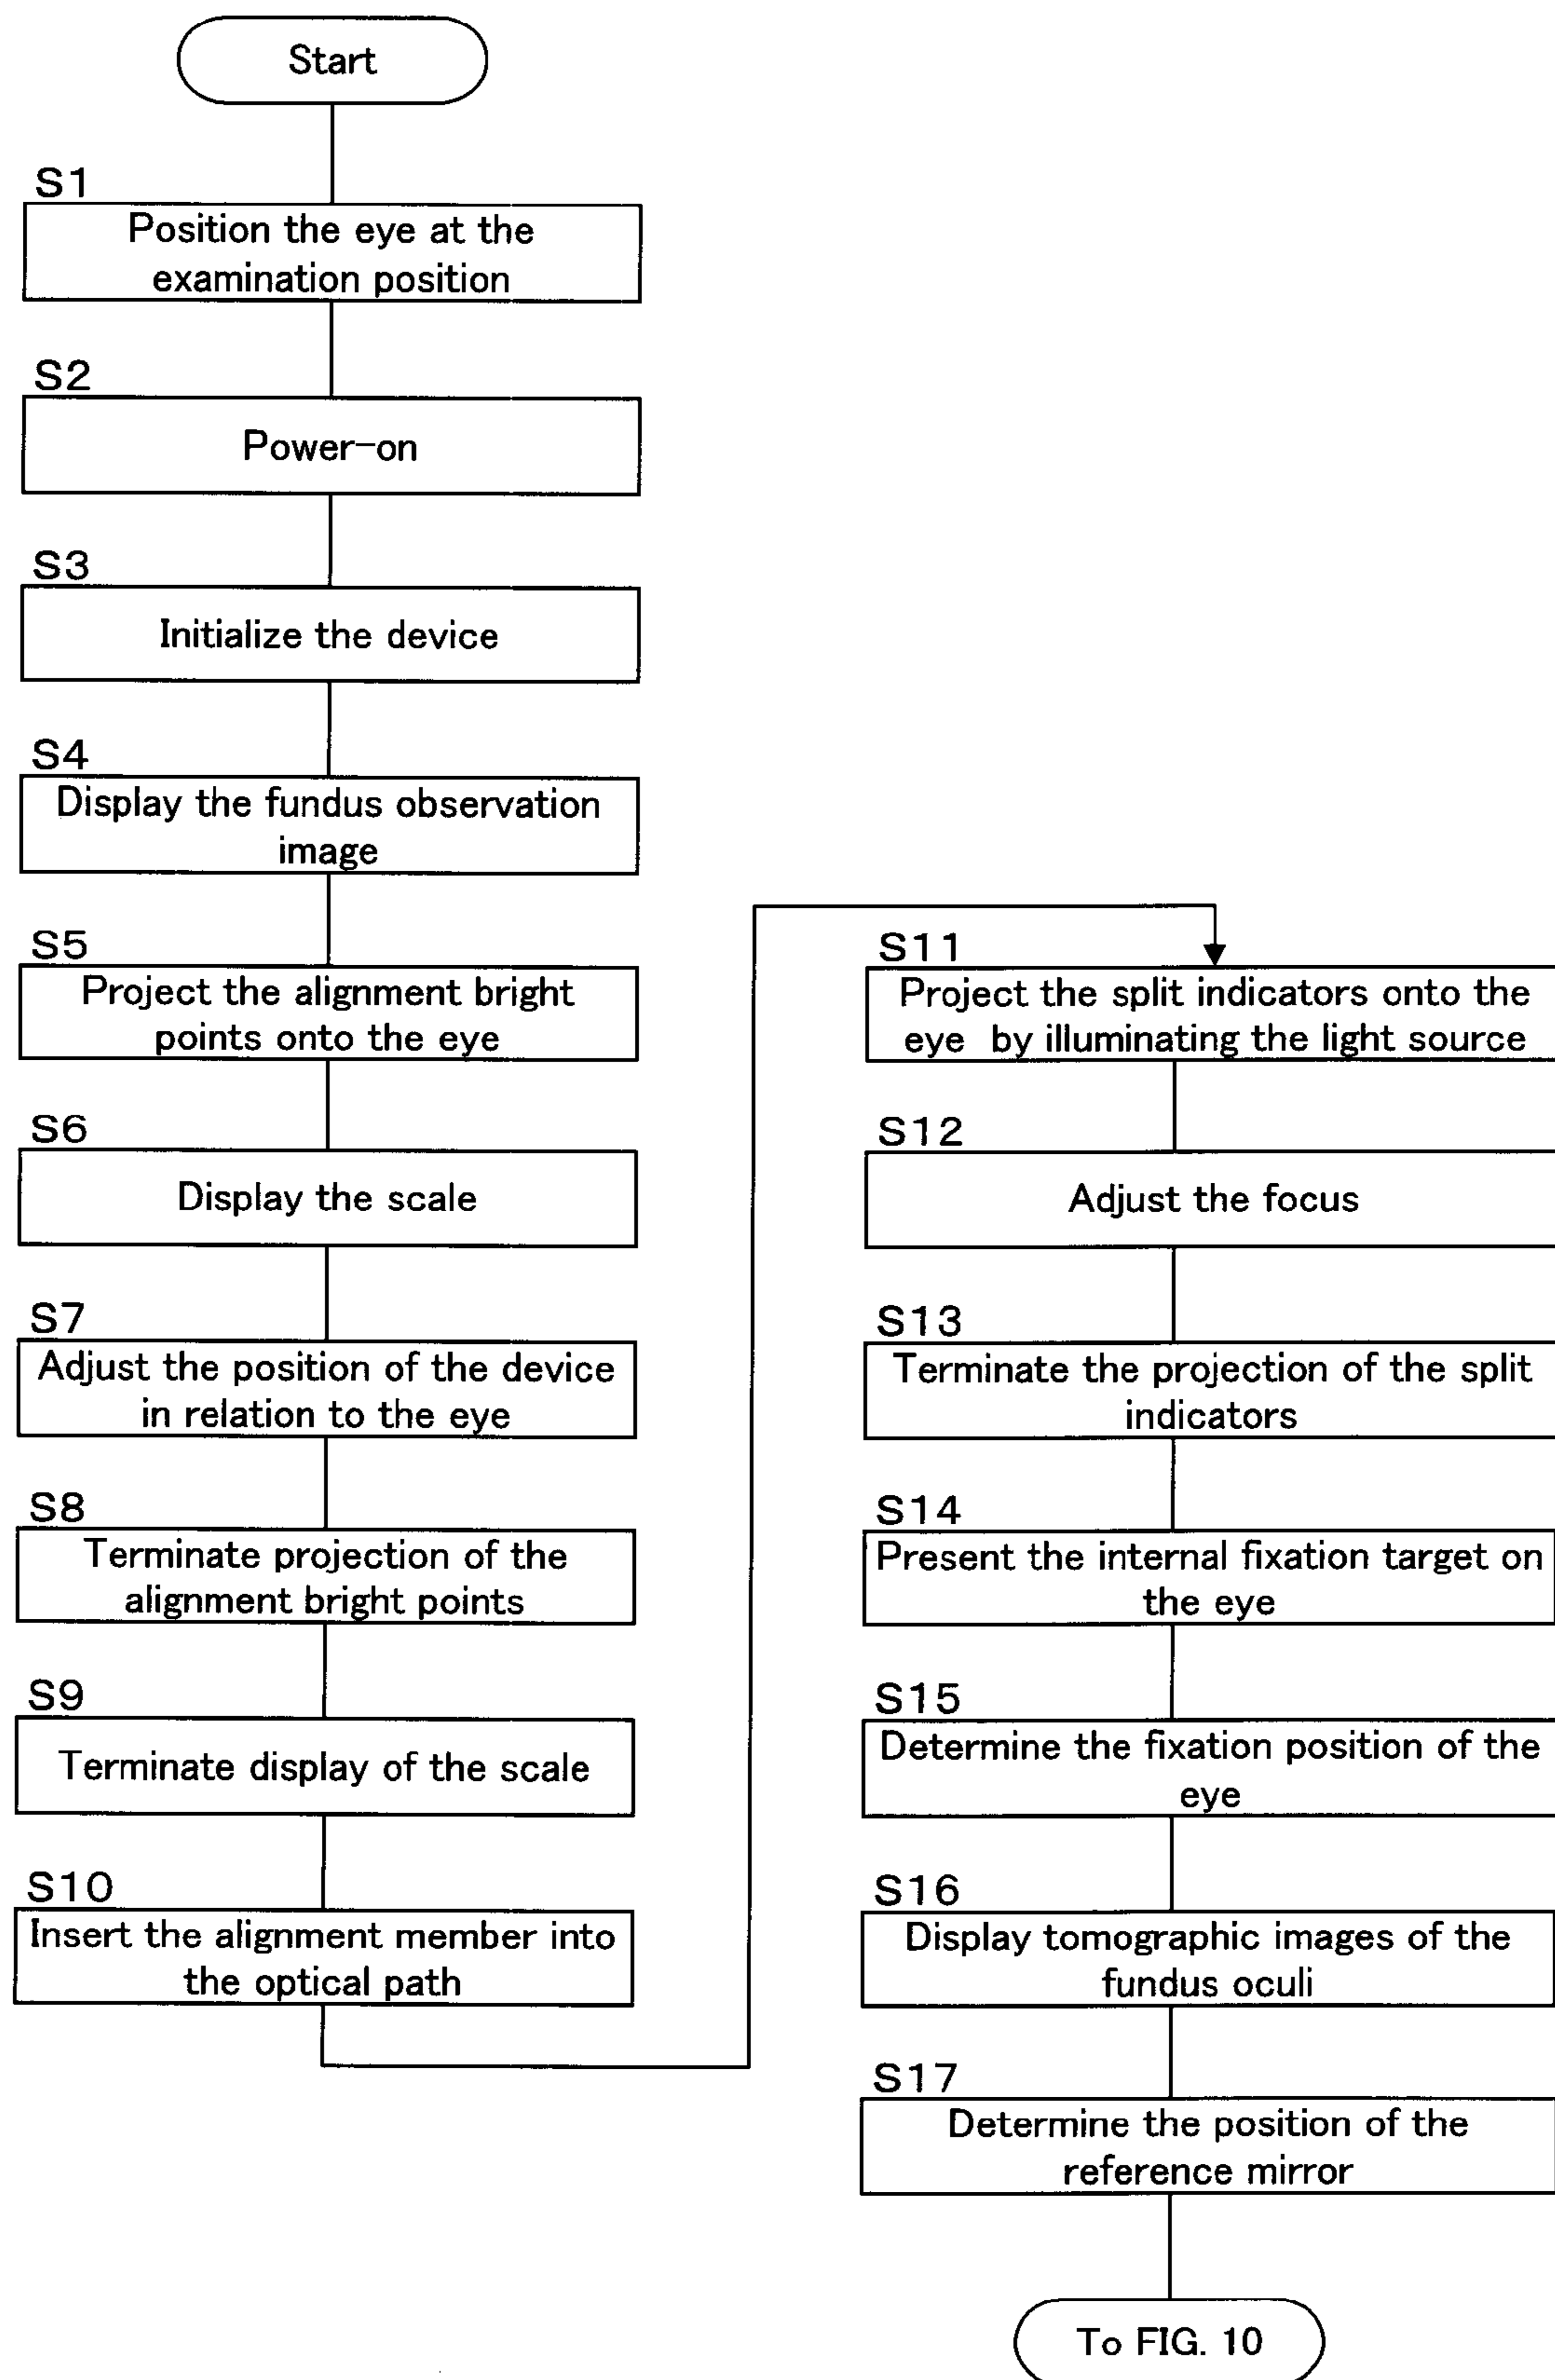 Start
S1
Position the eye at the
examination position
S2
Power-on
S3
Initialize the device
S4
Display the fundus observation
image
S5
Project the alignment bright
points onto the eye
S6
Display the scale
S7
Adjust the position of the device
in relation to the eye
S8
Terminate projection of the
alignment bright points
S9
Terminate display of the scale
S10
Insert the alignment member into
the optical path
S11
Project the split indicators onto the
eye by illuminating the light source
S12
Adjust the focus
S13
Terminate the projection of the split
indicators
S14
Present the internal fixation target on
the eye
S15
Determine the fixation position of the
eye
S16
Display tomographic images of the
fundus oculi
S17
Determine the position of the
reference mirror
To FIG. 10